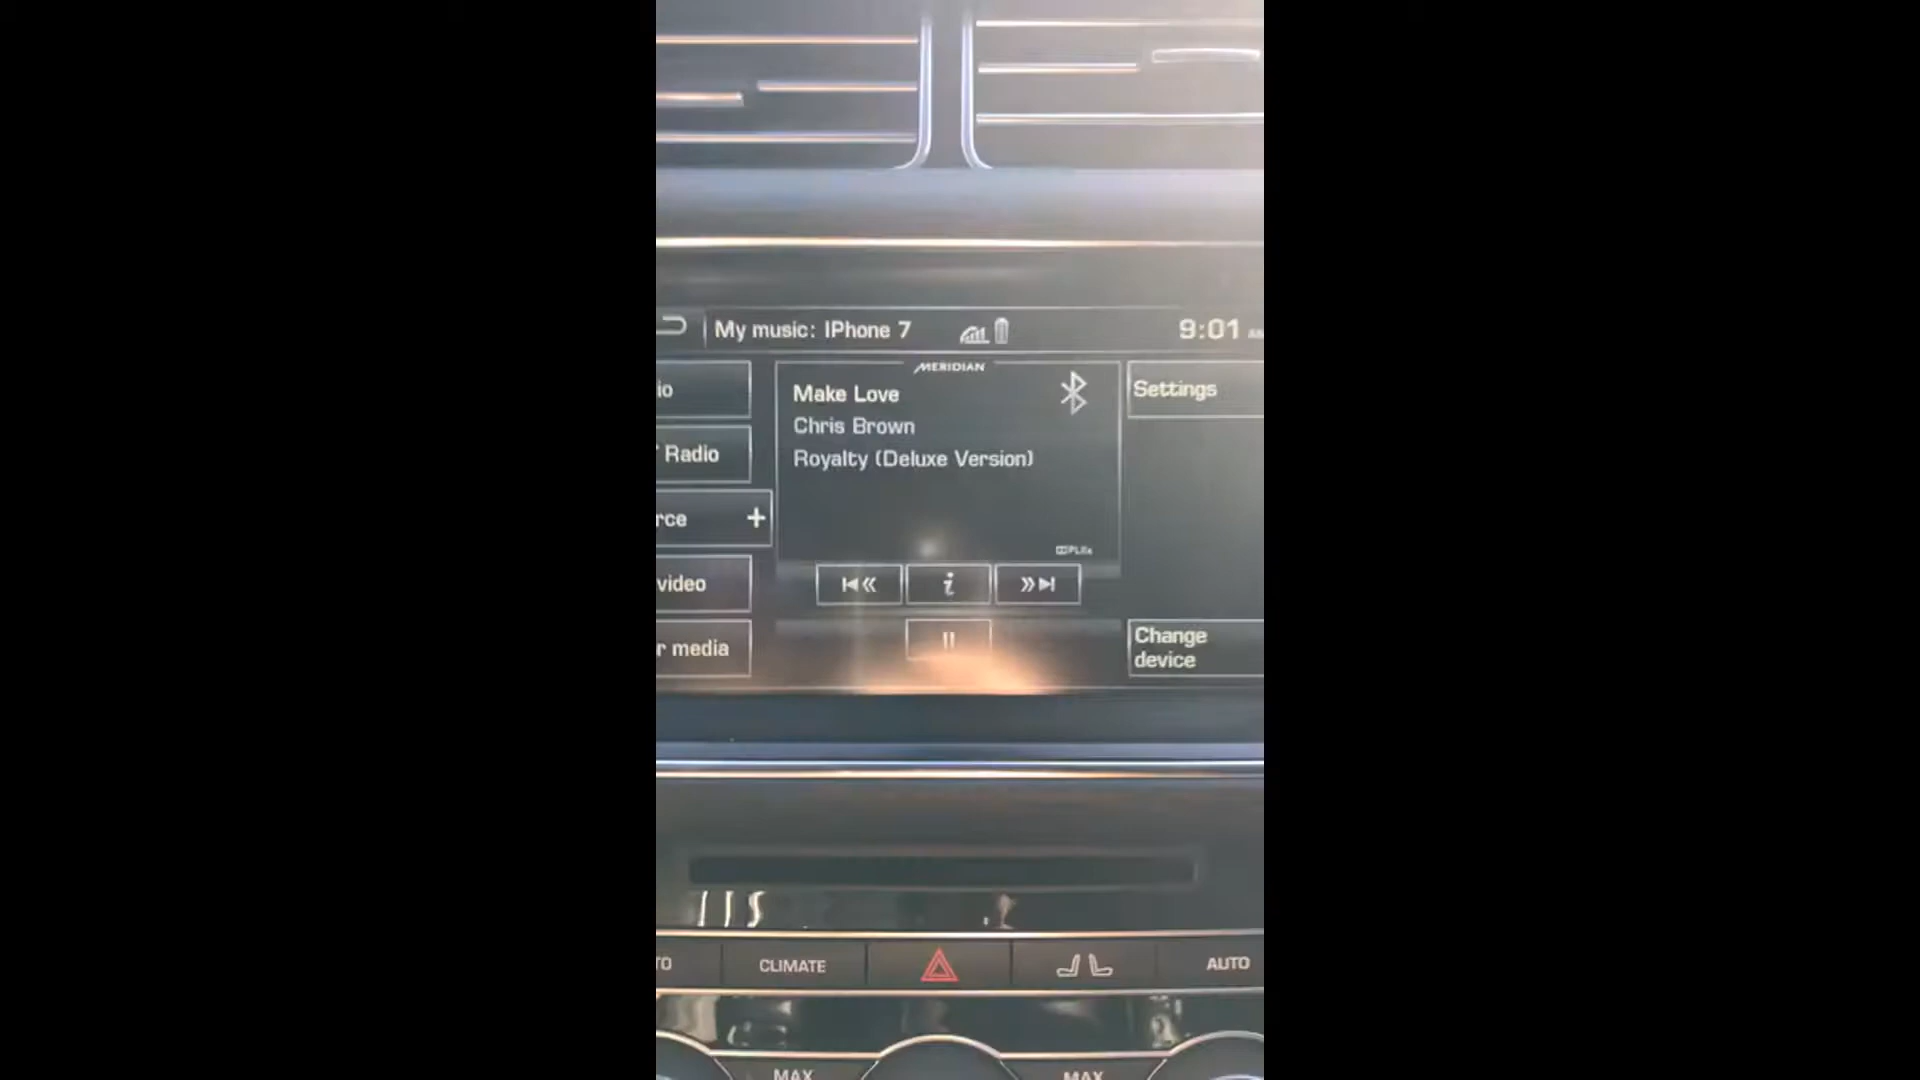 My music: IPhone 7
9:01
MERIDIAN
Make Love
Chris Brown
Royalty (Deluxe Version)
Settings
Radio
video
media
Change
device
CLIMATE
AUTO
MAX
MAX